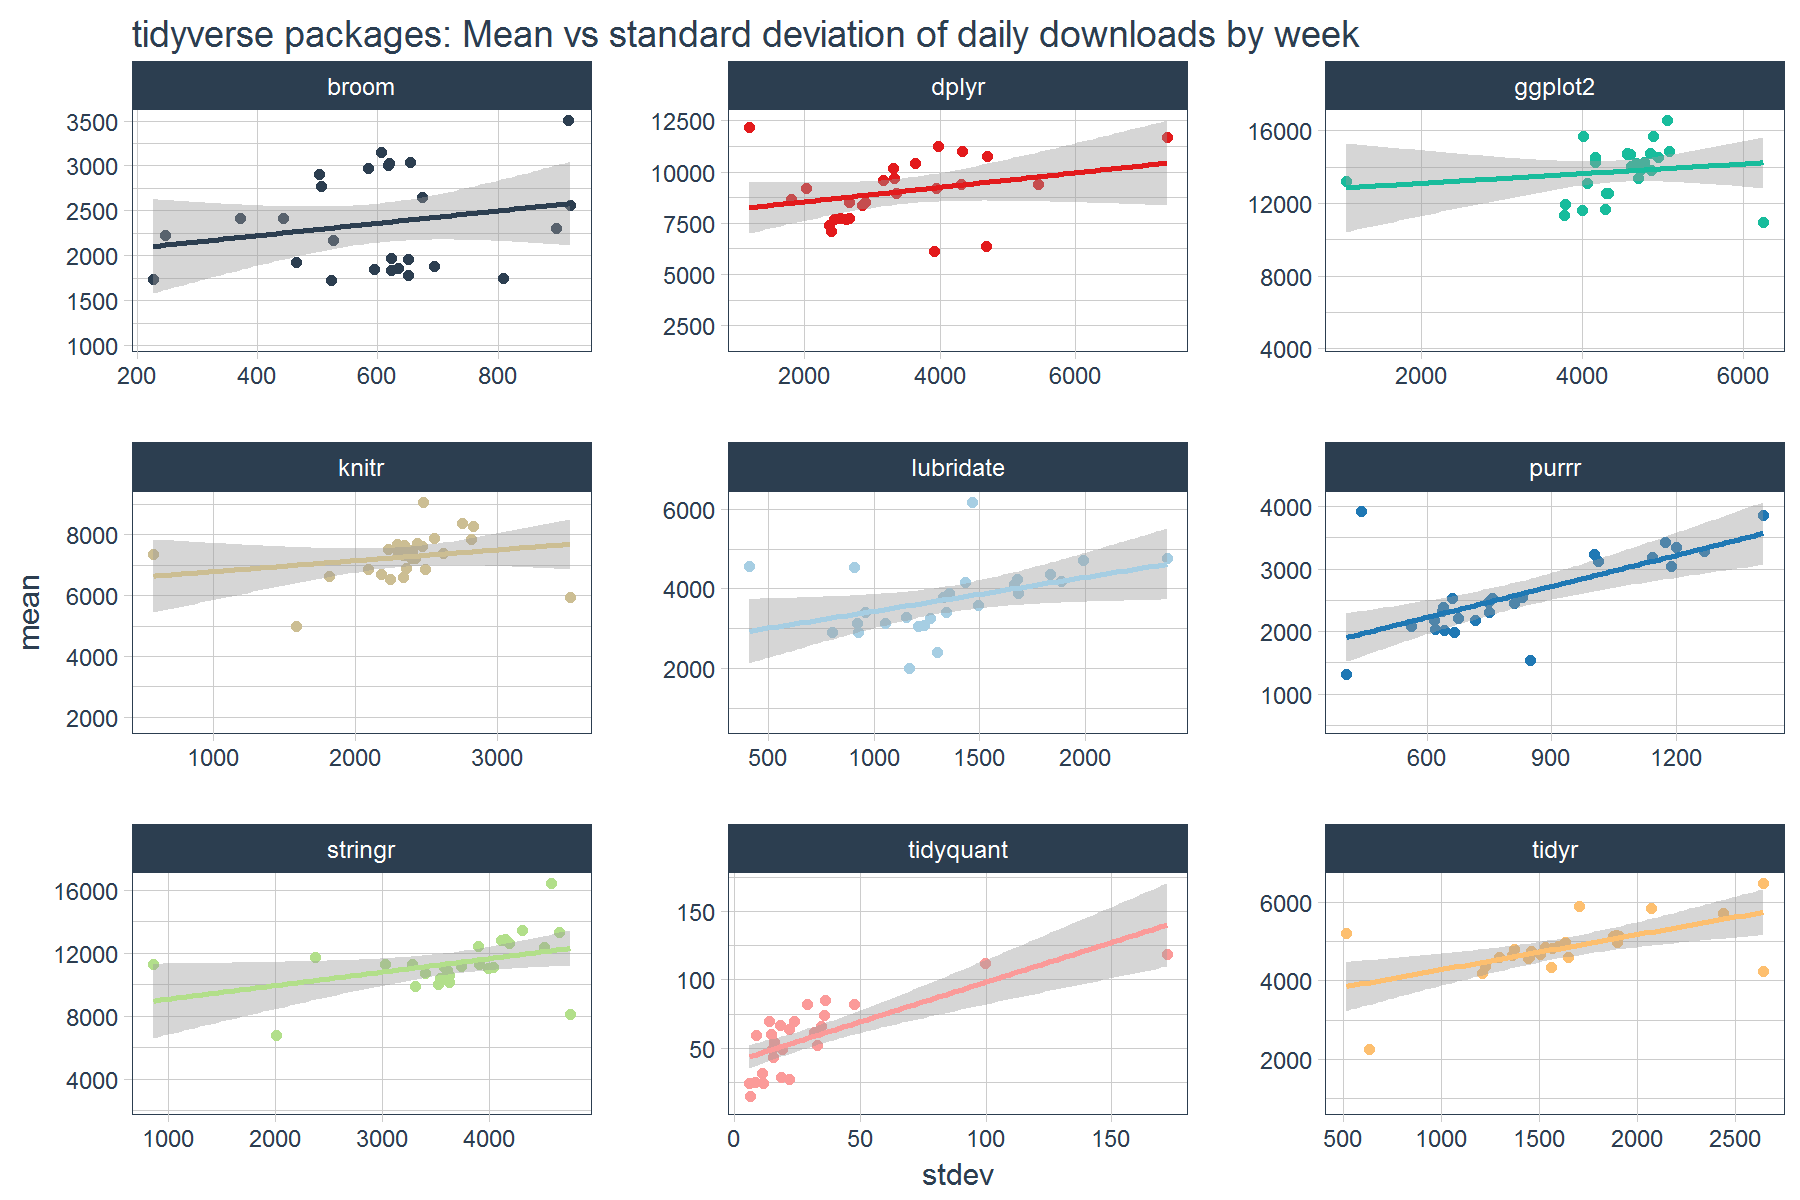 tidyverse packages: Mean vs standard deviation of daily downloads by week
broom
dplyr
ggplot2
3500
3000
2500
2000
1500
1000
200 400 600 800
12500
10000
7500
5000
2500
2000 4000 6000
16000
12000
8000
4000
2000 4000 6000
knitr
lubridate
purrr
8000
6000
4000
2000
1000 2000 3000
6000
4000
2000
500 1000 1500 2000
4000
3000
2000
1000
600 900 1200
stringr
tidyquant
tidyr
16000
12000
8000
4000
1000 2000 3000 4000
150
100
50
0 50 100 150
6000
4000
2000
500 1000 1500 2000 2500
mean
stdev